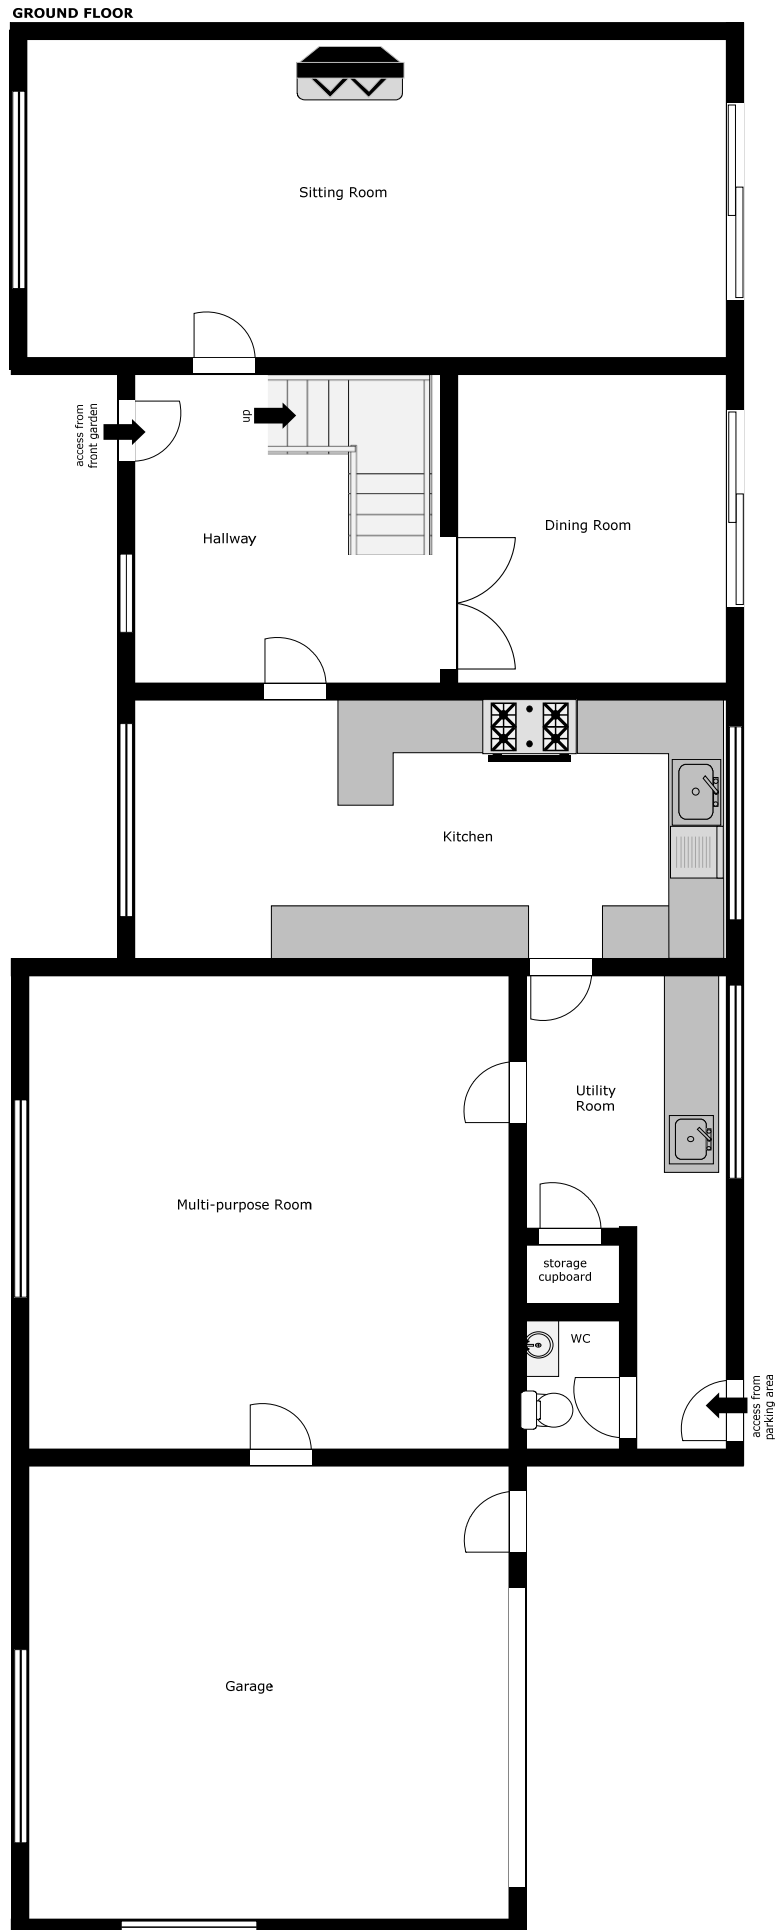 GROUND FLOOR
Sitting Room
access from
front garden
up
Hallway
Dining Room
Kitchen
Utility
Room
Multi-purpose Room
storage
cupboard
WC
access from
parking area
Garage